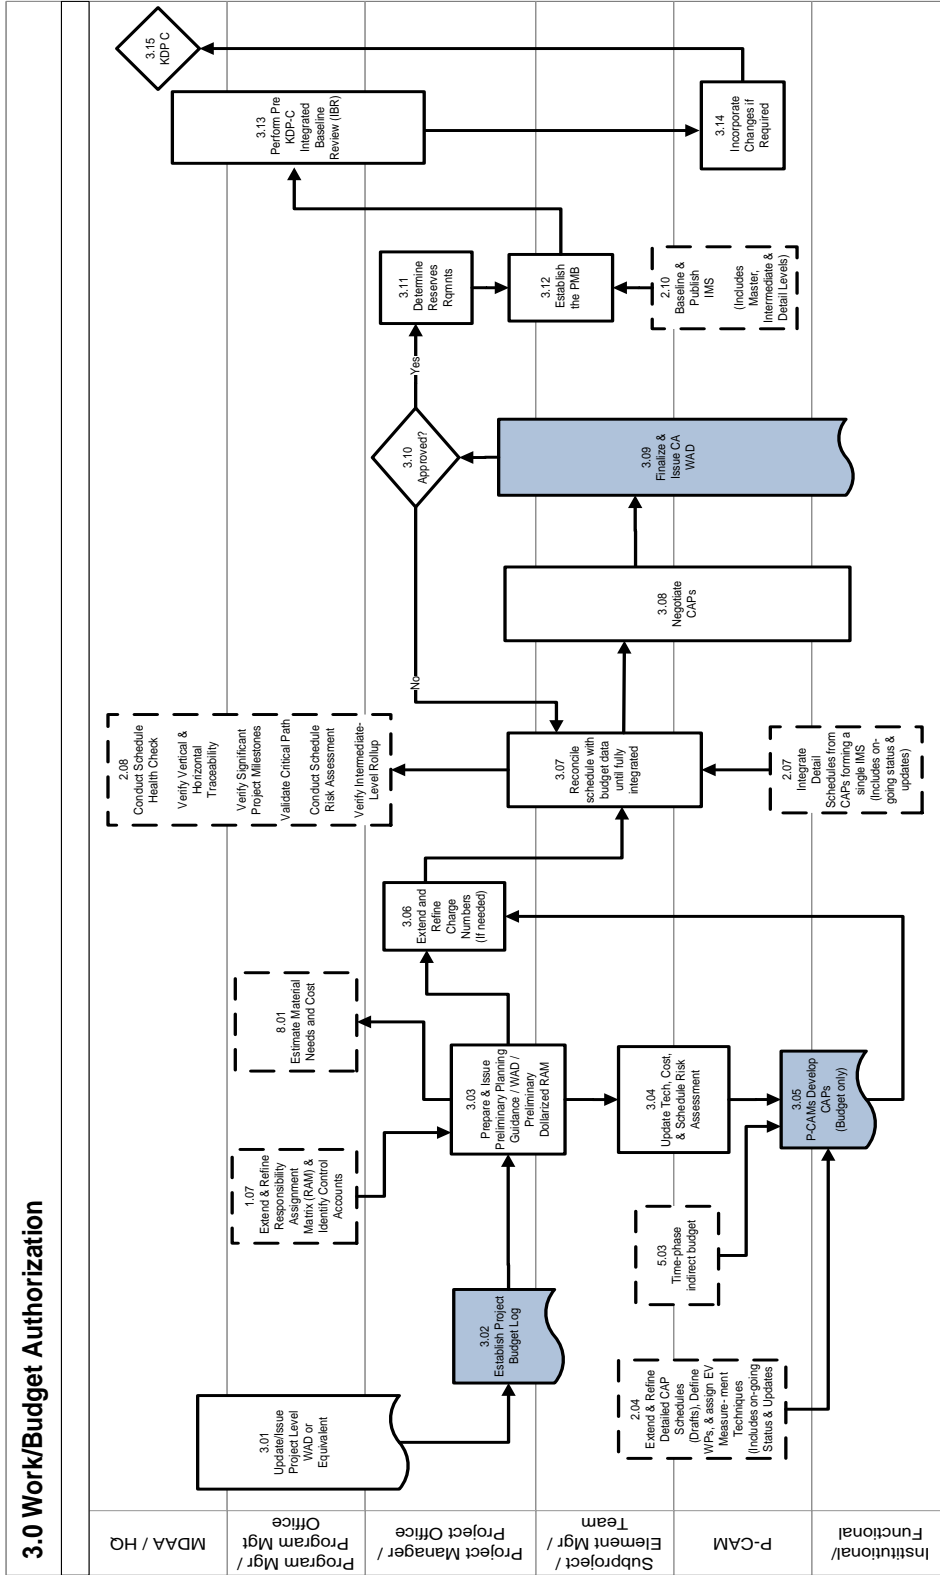 3.0 Work/Budget Authorization
MDAA / HQ
Program Mgr /
Program Mgt
Office
Project Manager /
Project Office
Subproject /
Element Mgr /
Team
P-CAM
Institutional/
Functional
3.01
Update/Issue
Project Level
WAD or
Equivalent
3.02
Establish Project
Budget Log
1.07
Extend & Refine
Responsibility
Assignment
Matrix (RAM) &
Identify Control
Accounts
8.01
Estimate Material
Needs and Cost
3.03
Prepare & Issue
Preliminary Planning
Guidance / WAD /
Preliminary
Dollarized RAM
2.04
Extend & Refine
Detailed CAP
Schedules
(Drafts), Define
WPs, & assign EV
Measure- ment
Techniques
(Includes on-going
Status & Updates
5.03
Time-phase
indirect budget
3.04
Update Tech, Cost,
& Schedule Risk
Assessment
3.05
P-CAMs Develop
CAPs
(Budget only)
3.06
Extend and
Refine
Charge
Numbers
(If needed)
2.08
Conduct Schedule
Health Check
Verify Vertical &
Horizontal
Traceability
Verify Significant
Project Milestones
Validate Critical Path
Conduct Schedule
Risk Assessment
Verify Intermediate-
Level Rollup
3.07
Reconcile
schedule with
budget data
until fully
integrated
2.07
Integrate
Detail
Schedules from
CAPs forming a
single IMS
(Includes on-
going status &
updates)
No
3.08
Negotiate
CAPs
3.09
Finalize &
Issue CA
WAD
3.10
Approved?
Yes
3.11
Determine
Reserves
Rqmnts
3.12
Establish
the PMB
2.10
Baseline &
Publish
IMS
(Includes
Master,
Intermediate &
Detail Levels)
3.13
Perform Pre
KDP-C
Integrated
Baseline
Review (IBR)
3.14
Incorporate
Changes if
Required
3.15
KDP C